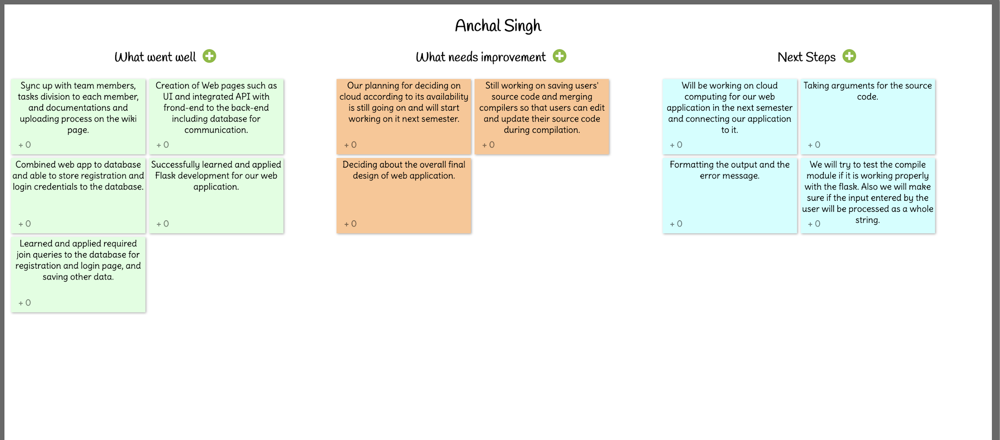 Anchal Singh
What went well
Sync up with team members,
tasks division to each member,
and documentations and
uploading process on the wiki
page.
+ 0
Creation of Web pages such as
UI and integrated API with
frond-end to the back-end
including database for
communication.
+ 0
Combined web app to database
and able to store registration and
login credentials to the database.
+ 0
Successfully learned and applied
Flask development for our web
application.
+ 0
Learned and applied required
join queries to the database for
registration and login page, and
saving other data.
+ 0
What needs improvement
Our planning for deciding on
cloud according to its availability
is still going on and will start
working on it next semester.
+ 0
Still working on saving users'
source code and merging
compilers so that users can edit
and update their source code
during compilation.
+ 0
Deciding about the overall final
design of web application.
+ 0
Next Steps
Will be working on cloud
computing for our web
application in the next semester
and connecting our application
to it.
+ 0
Taking arguments for the source
code.
+ 0
Formatting the output and the
error message.
+ 0
We will try to test the compile
module if it is working properly
with the flask. Also we will make
sure if the input entered by the
user will be processed as a whole
string.
+ 0